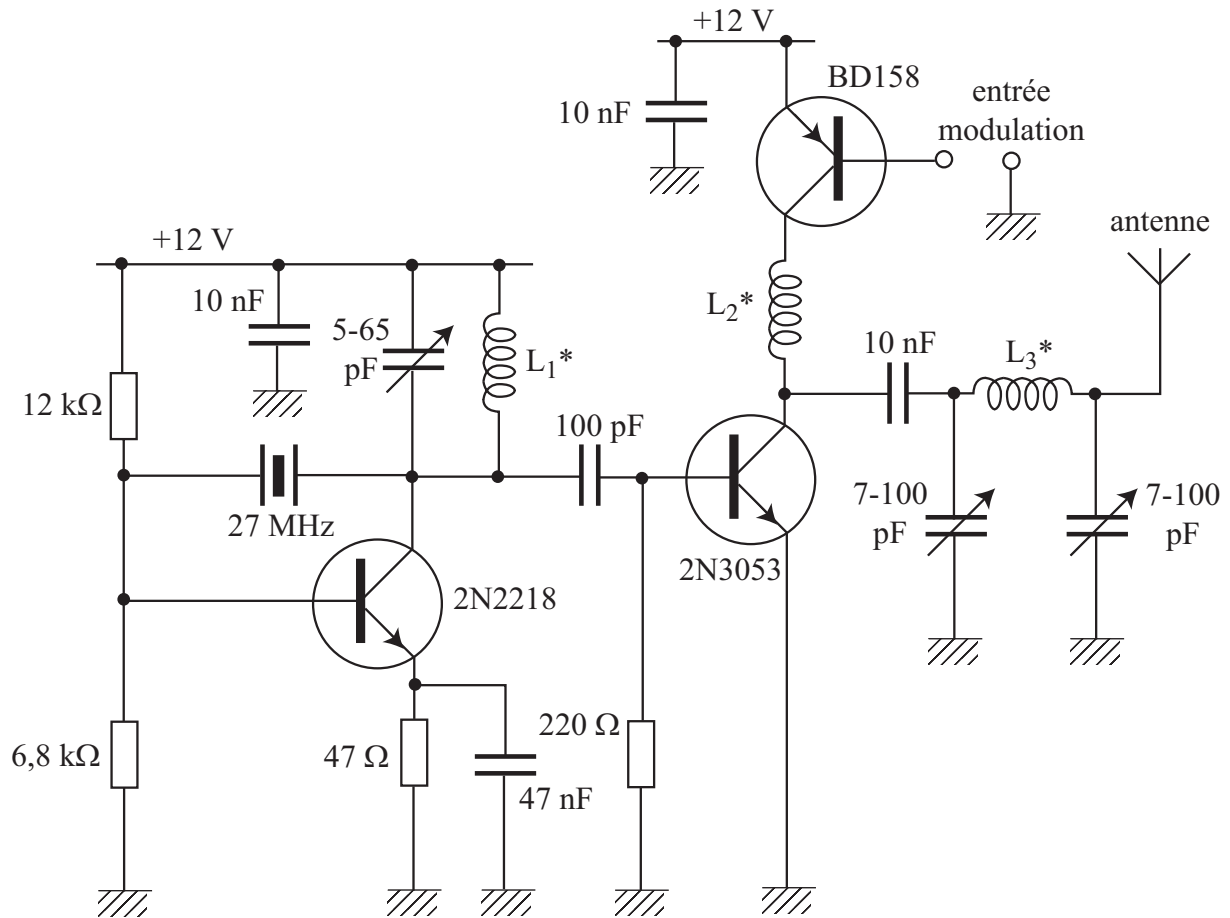 +12 V
BD158
10 nF
entrée
modulation
antenne
+12 V
10 nF
5-65
pF
L1*
L2*
10 nF
L3*
12 kΩ
100 pF
27 MHz
7-100
pF
7-100
pF
2N3053
2N2218
6,8 kΩ
47 Ω
47 nF
220 Ω